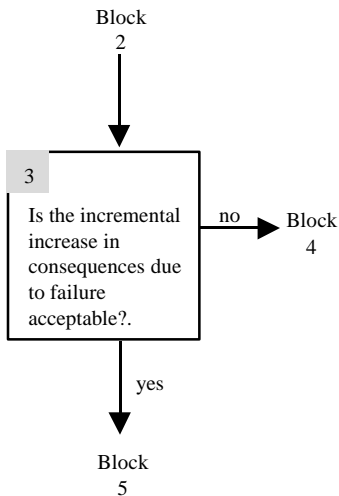 Block
2
3
Is the incremental
increase in
consequences due
to failure
acceptable?.
no
Block
4
yes
Block
5